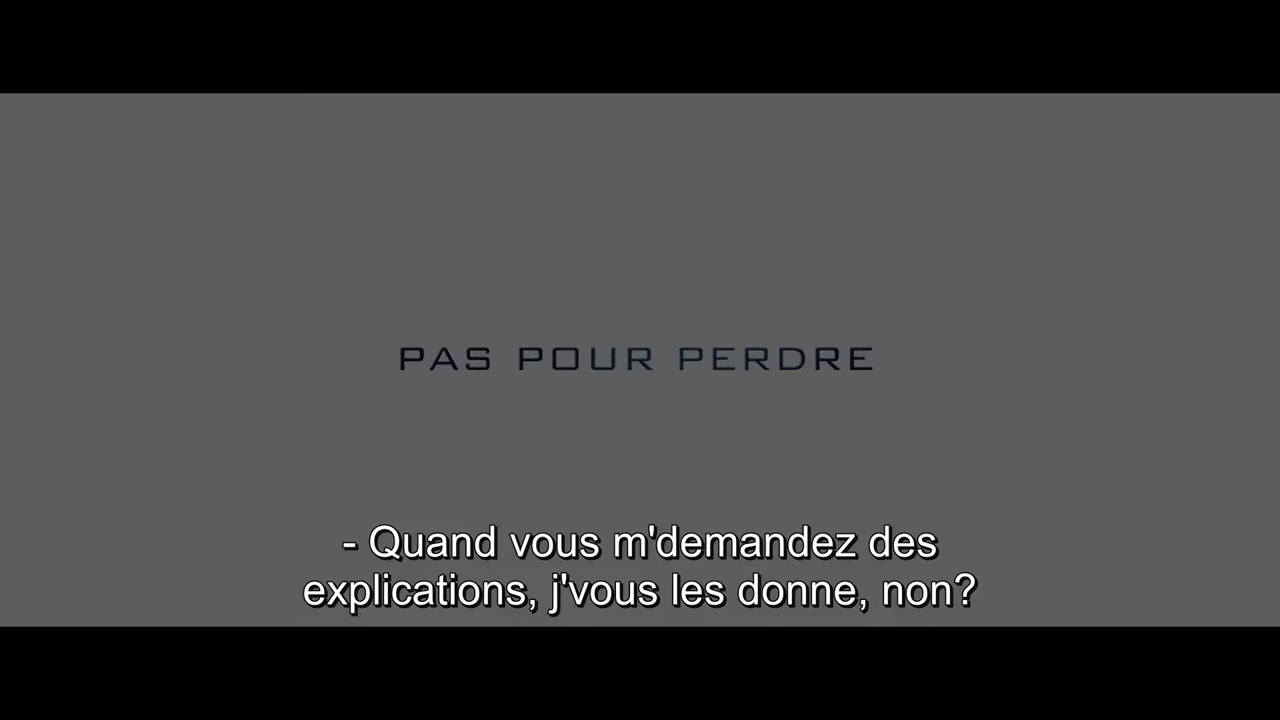 PAS POUR PERDRE
- Quand vous m'demandez des
explications, j'vous les donne, non?